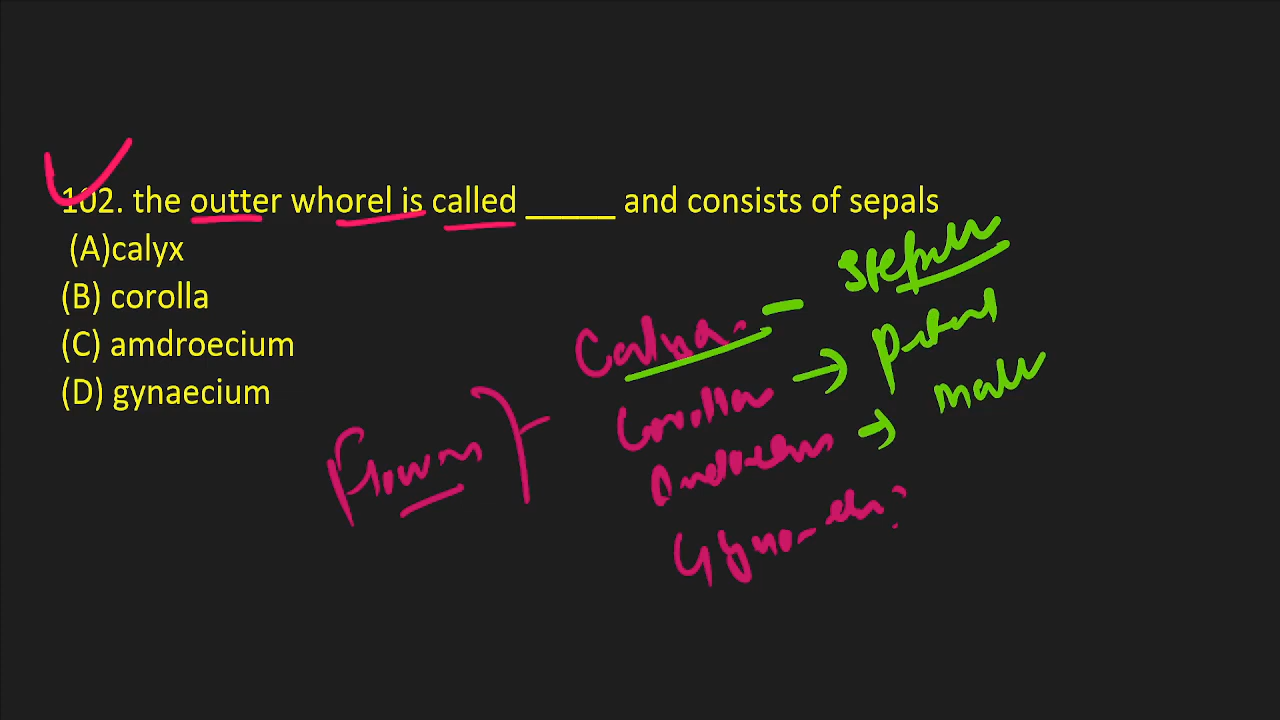 102. the outter whorel is called _____ and consists of sepals
(A)calyx
(B) corolla
(C) amdroecium
(D) gynaecium
Calyx -
Corolla → petal
→ male
Flower